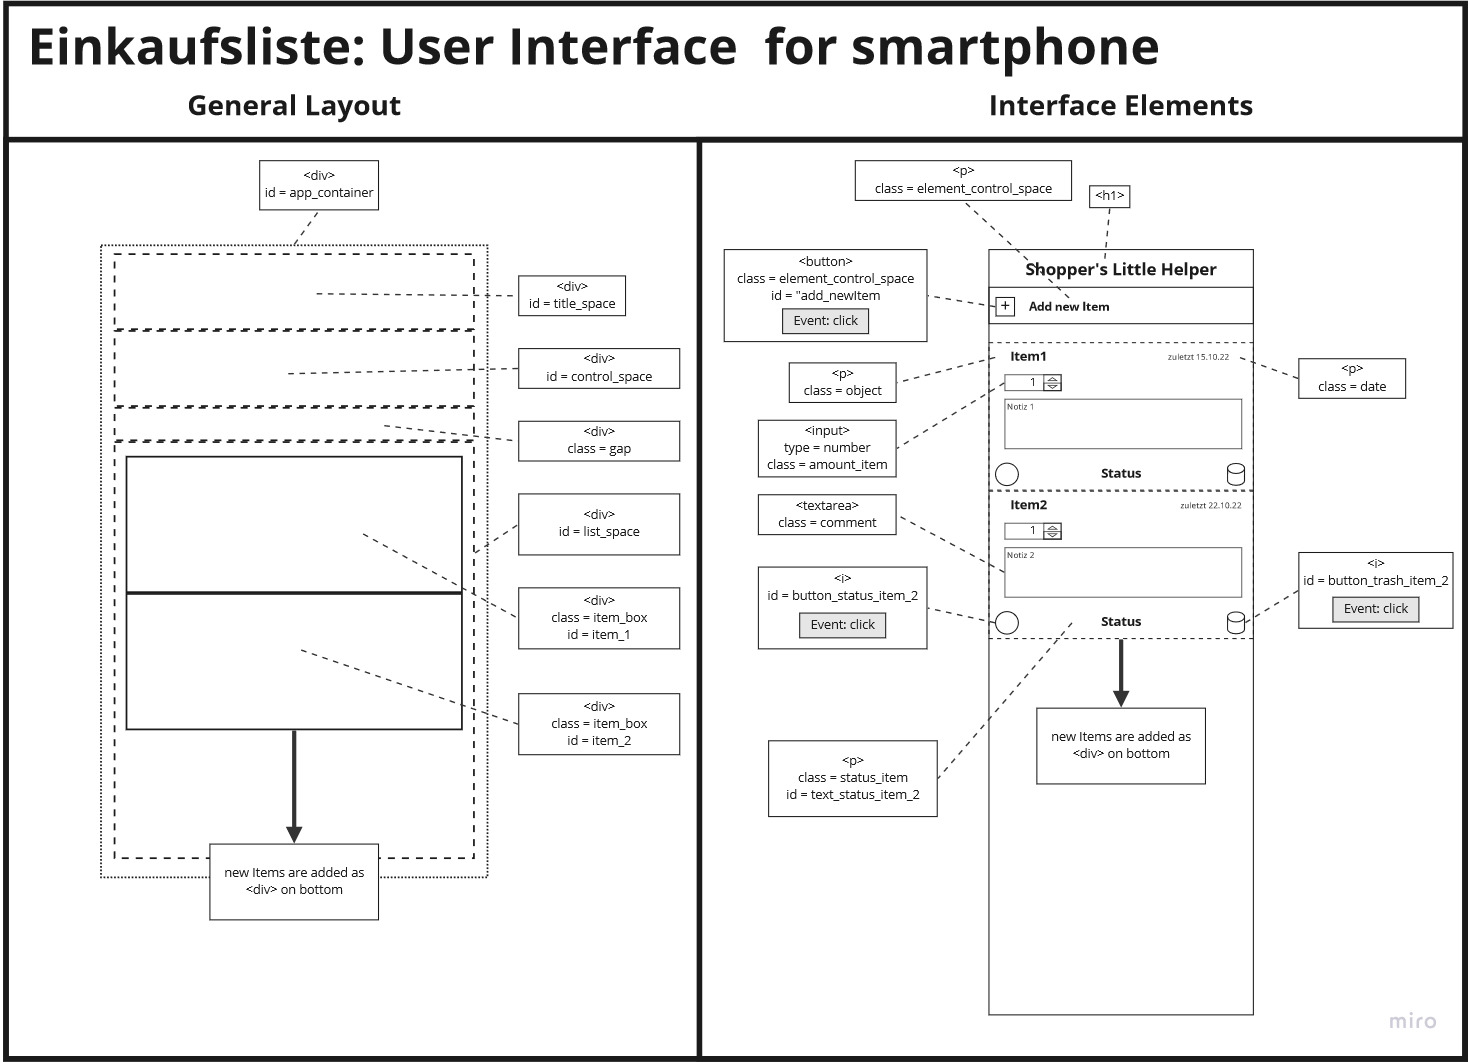 Einkaufsliste: User Interface  for smartphone
General Layout
Interface Elements
<div>
id = app_container
<div>
id = title_space
<div>
id = control_space
<div>
class = gap
<div>
id = list_space
<div>
class = item_box
id = item_1
<div>
class = item_box
id = item_2
new Items are added as
<div> on bottom
<p>
class = element_control_space
<h1>
<button>
class = element_control_space
id = "add_newItem
Event: click
<p>
class = object
<input>
type = number
class = amount_item
<textarea>
class = comment
<i>
id = button_status_item_2
Event: click
<p>
class = status_item
id = text_status_item_2
Shopper's Little Helper
+ Add new Item
Item1 zuletzt 15.10.22
1
Notiz 1
Status
Item2 zuletzt 22.10.22
1
Notiz 2
Status
new Items are added as
<div> on bottom
<p>
class = date
<i>
id = button_trash_item_2
Event: click
miro